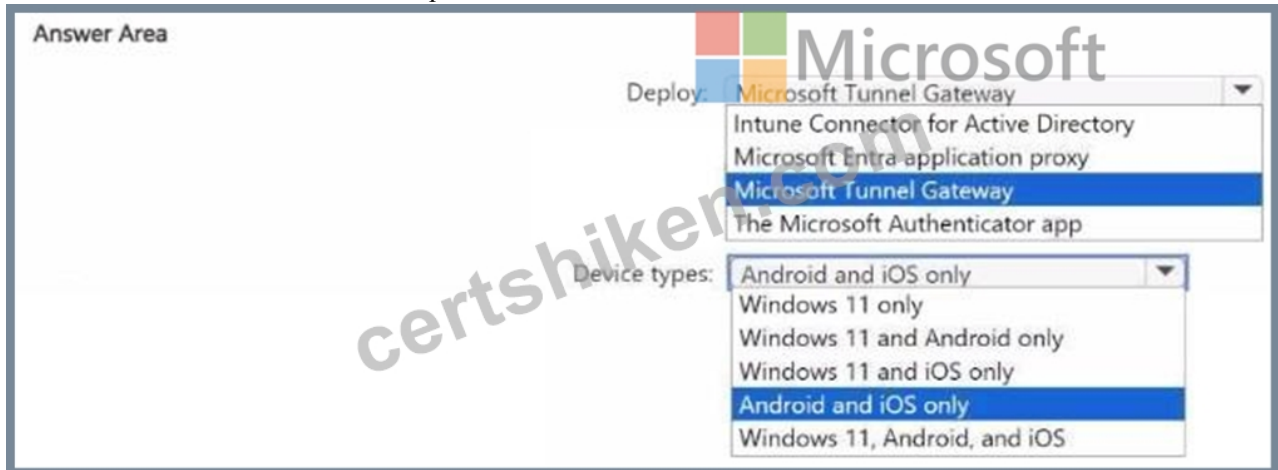 Answer Area
Microsoft
Deploy: Microsoft Tunnel Gateway
Intune Connector for Active Directory
Microsoft Entra application proxy
Microsoft Tunnel Gateway
The Microsoft Authenticator app
Device types: Android and iOS only
Windows 11 only
Windows 11 and Android only
Windows 11 and iOS only
Android and iOS only
Windows 11, Android, and iOS
certshiken.com